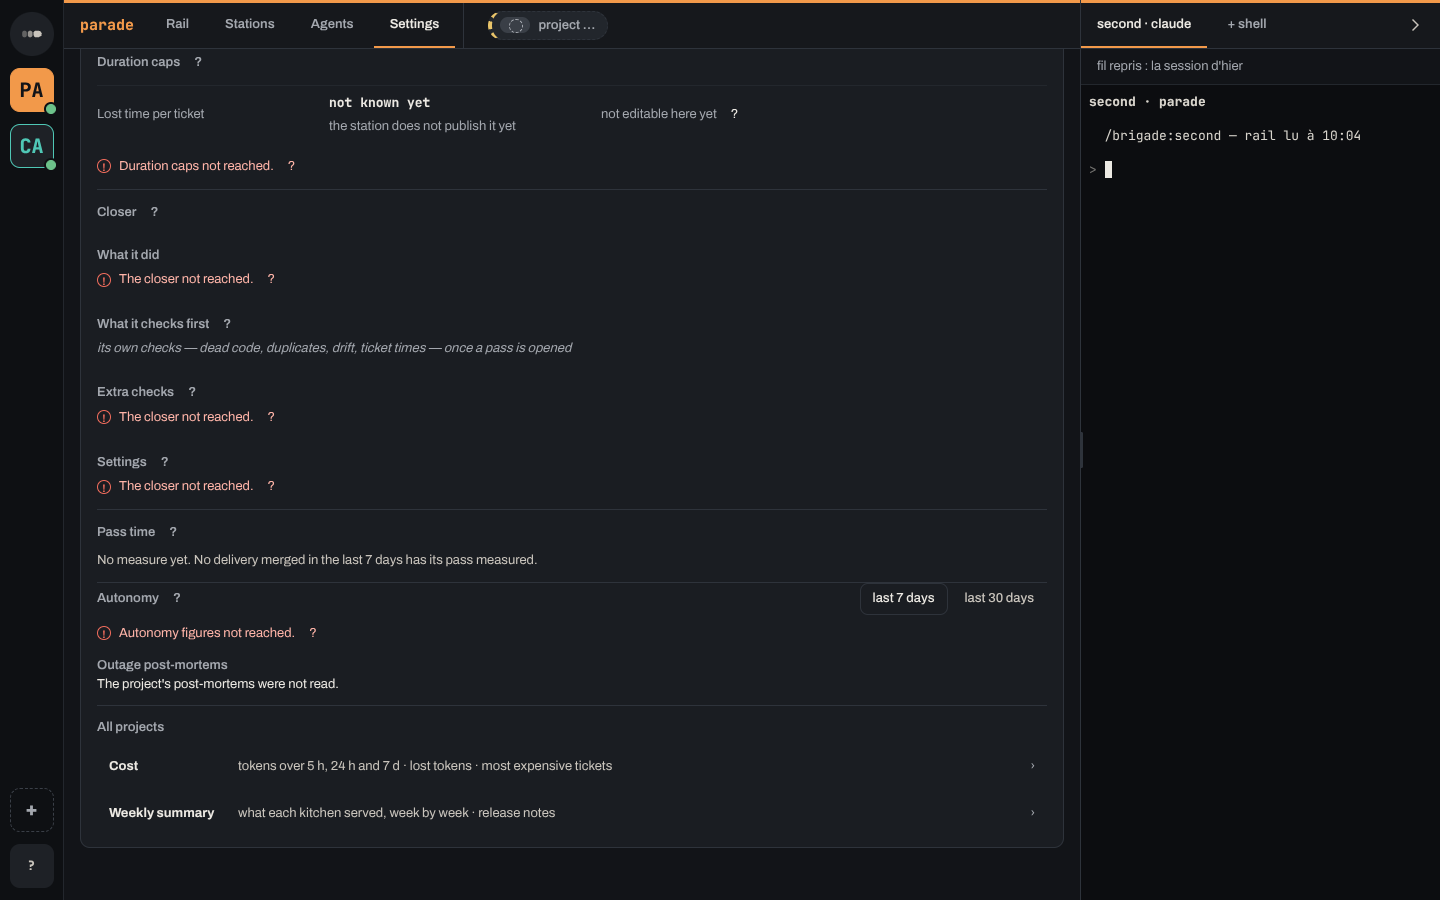 PA
CA
+
?
parade
Rail
Stations
Agents
Settings
project ...
Duration caps ?
Lost time per ticket
not known yet
the station does not publish it yet
not editable here yet ?
Duration caps not reached. ?
Closer ?
What it did
The closer not reached. ?
What it checks first ?
its own checks — dead code, duplicates, drift, ticket times — once a pass is opened
Extra checks ?
The closer not reached. ?
Settings ?
The closer not reached. ?
Pass time ?
No measure yet. No delivery merged in the last 7 days has its pass measured.
Autonomy ?
last 7 days
last 30 days
Autonomy figures not reached. ?
Outage post-mortems
The project's post-mortems were not read.
All projects
Cost tokens over 5 h, 24 h and 7 d · lost tokens · most expensive tickets ›
Weekly summary what each kitchen served, week by week · release notes ›
second · claude
+ shell
fil repris : la session d'hier
second · parade
/brigade:second — rail lu à 10:04
>